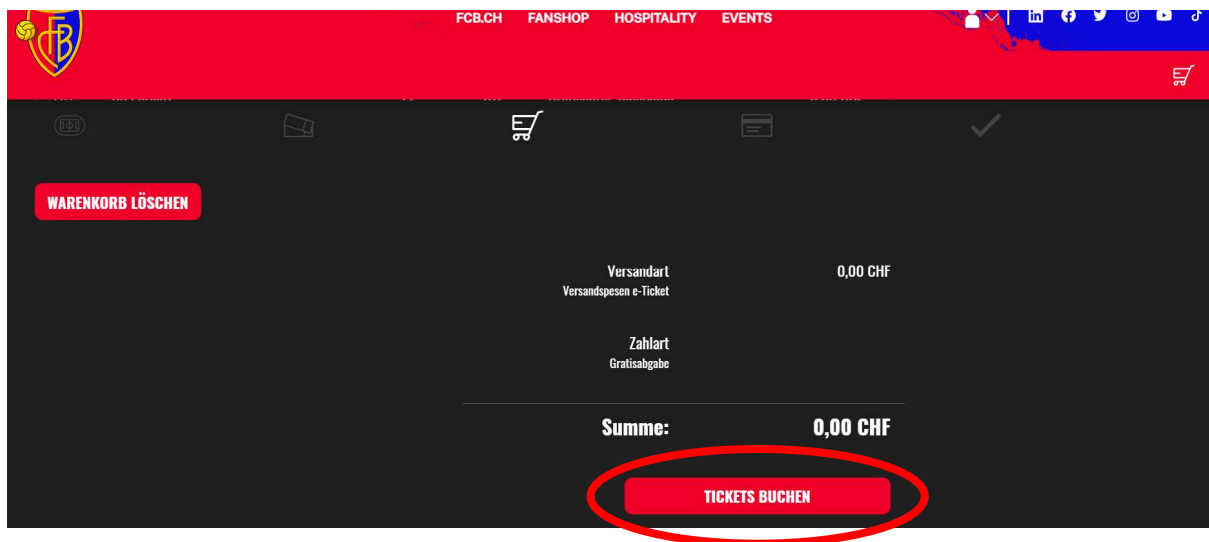 FCB
FCB.CH FANSHOP HOSPITALITY EVENTS
WARENKORB LÖSCHEN
Versandart 0,00 CHF
Versandspesen e-Ticket
Zahlart
Gratisabgabe
Summe: 0,00 CHF
TICKETS BUCHEN